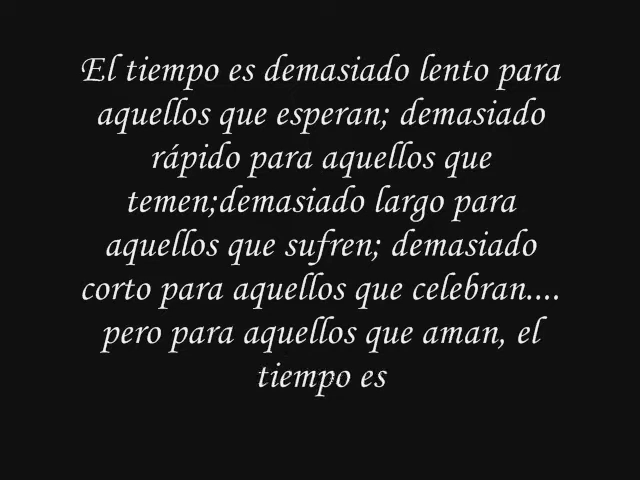 El tiempo es demasiado lento para
aquellos que esperan; demasiado
rápido para aquellos que
temen;demasiado largo para
aquellos que sufren; demasiado
corto para aquellos que celebran....
pero para aquellos que aman, el
tiempo es